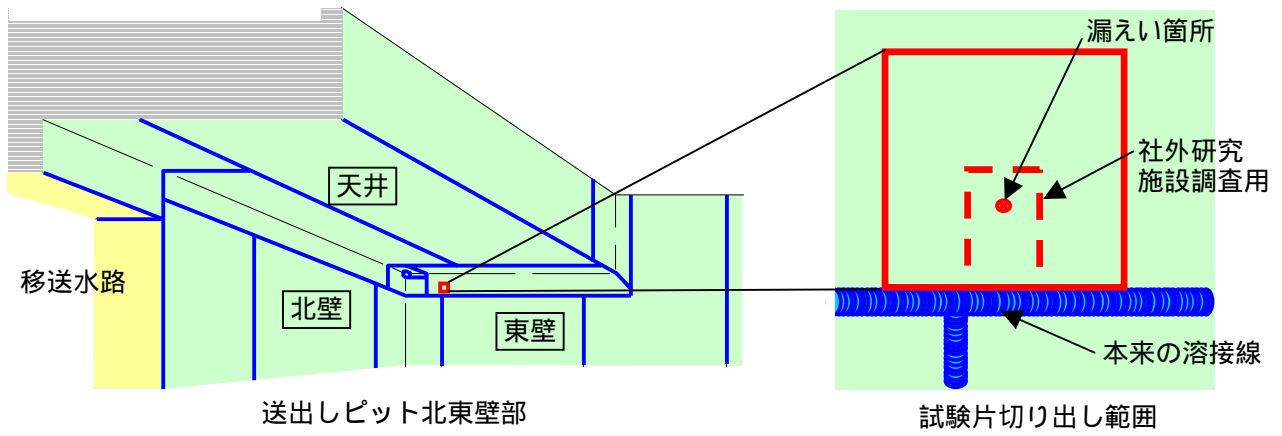 漏えい箇所
社外研究
施設調査用
天井
移送水路
北壁
東壁
本来の溶接線
送出しピット北東壁部
試験片切り出し範囲